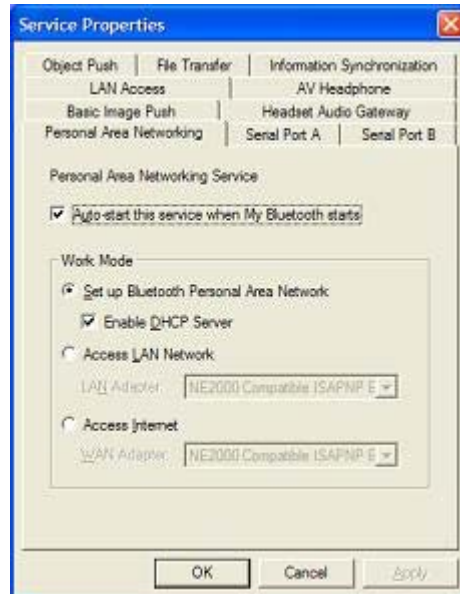 Service Properties
Object Push File Transfer Information Synchronization
LAN Access AV Headphone
Basic Image Push Headset Audio Gateway
Personal Area Networking Serial Port A Serial Port B
Personal Area Networking Service
Auto-start this service when My Bluetooth starts
Work Mode
Set up Bluetooth Personal Area Network
Enable DHCP Server
Access LAN Network
LAN Adapter: NE2000 Compatible ISAPNP E
Access Internet
WAN Adapter: NE2000 Compatible ISAPNP E
OK Cancel Apply